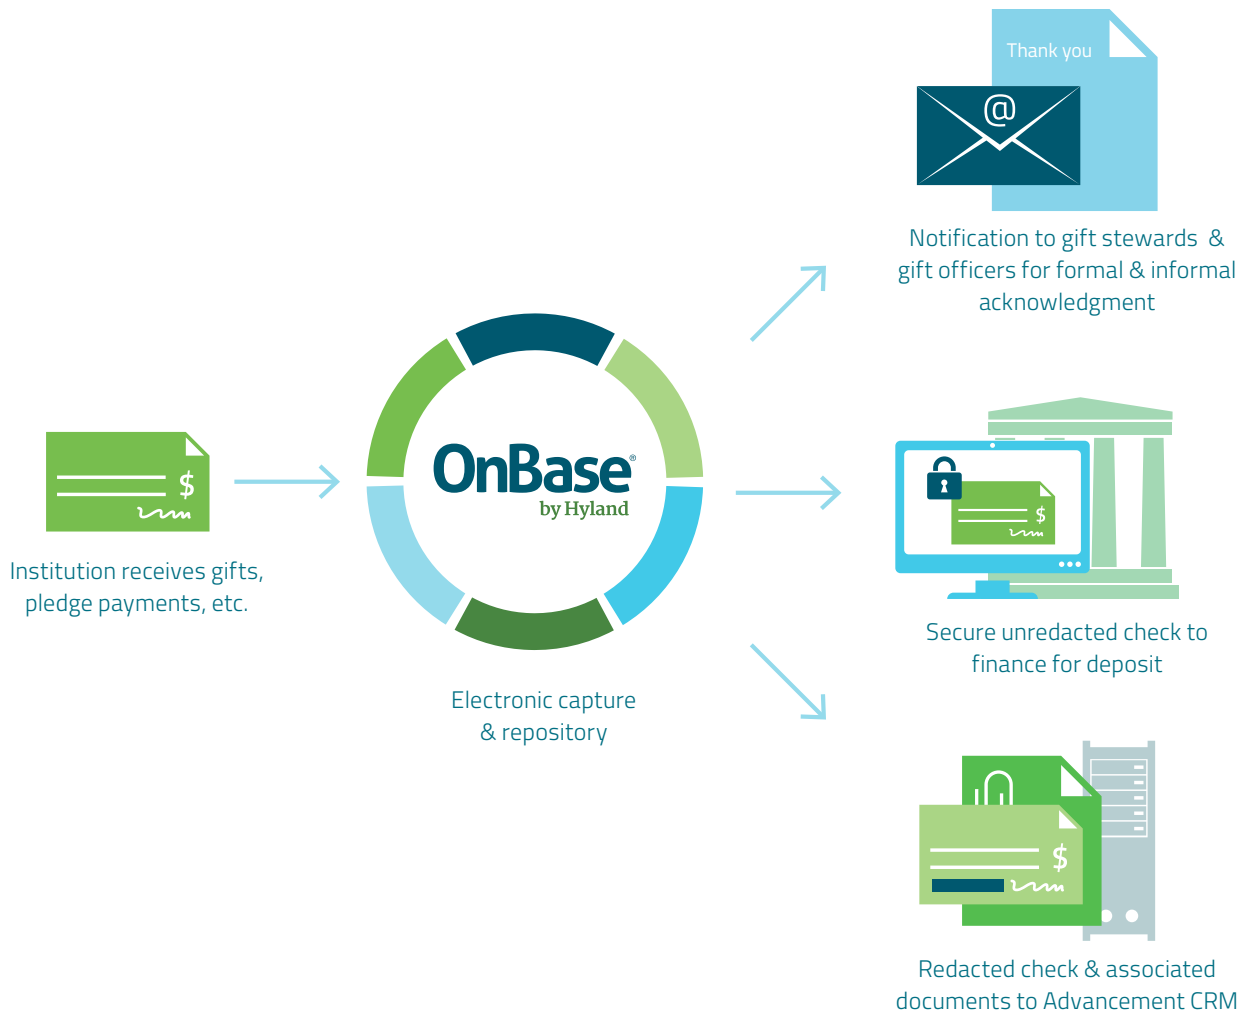 Thank you
@
Notification to gift stewards &
gift officers for formal & informal
acknowledgment
$
Institution receives gifts,
pledge payments, etc.
OnBase®
by Hyland
Electronic capture
& repository
$
Secure unredacted check to
finance for deposit
$
Redacted check & associated
documents to Advancement CRM